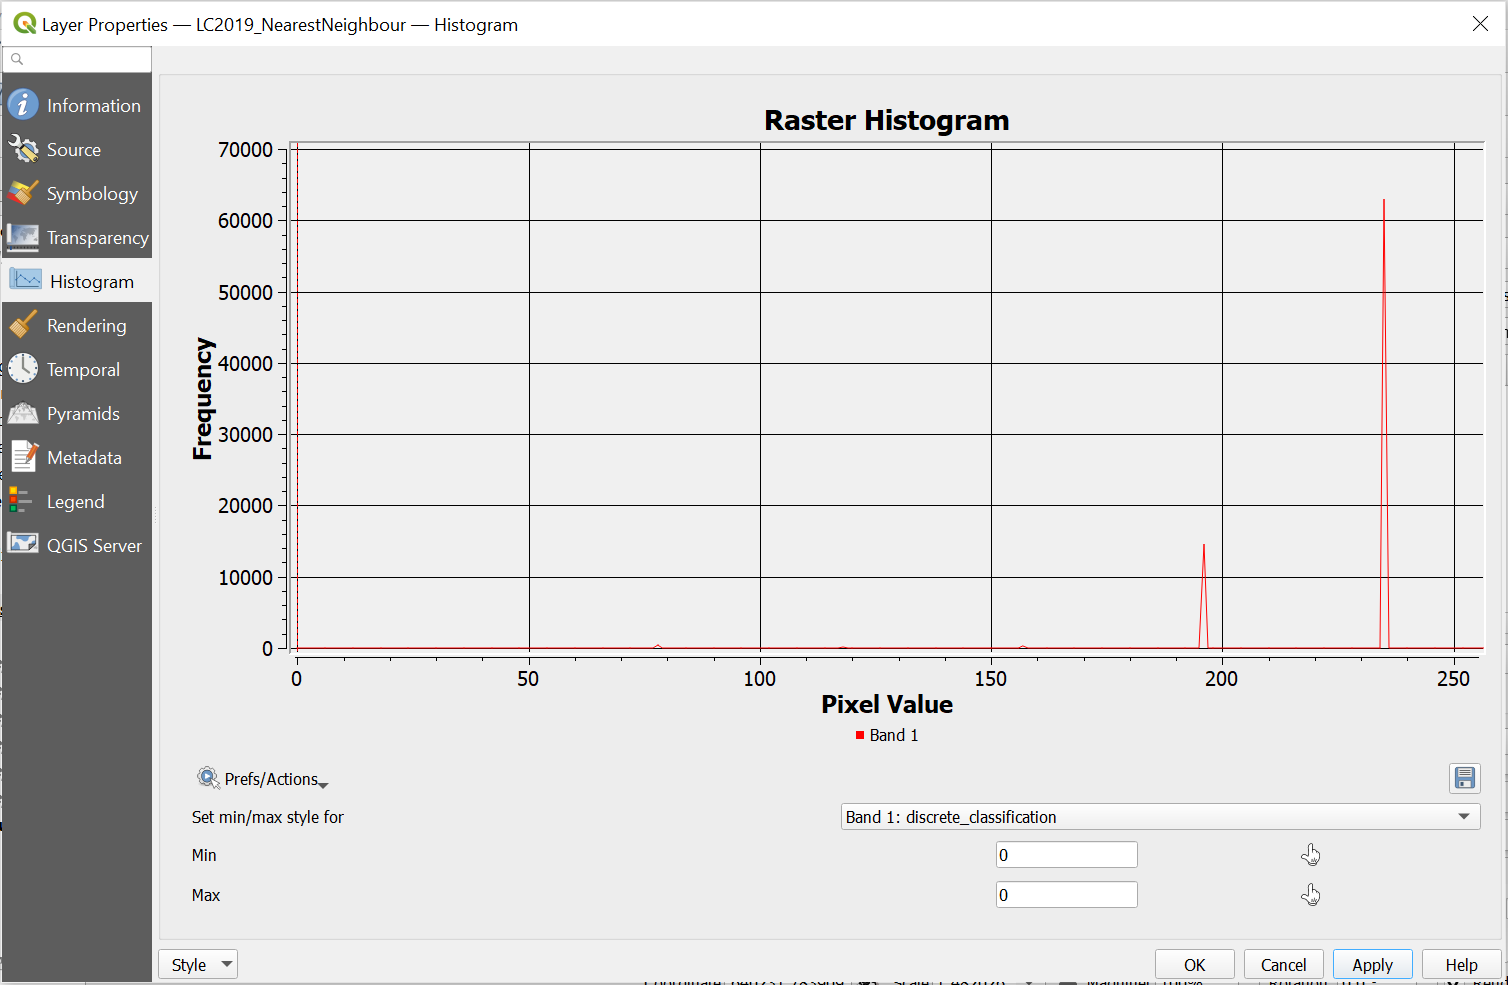 Layer Properties — LC2019_NearestNeighbour — Histogram
Information
Source
Symbology
Transparency
Histogram
Rendering
Temporal
Pyramids
Metadata
Legend
QGIS Server
Raster Histogram
70000
60000
50000
40000
30000
20000
10000
0
Frequency
0 50 100 150 200 250
Pixel Value
Band 1
Prefs/Actions
Set min/max style for Band 1: discrete_classification
Min 0
Max 0
Style OK Cancel Apply Help